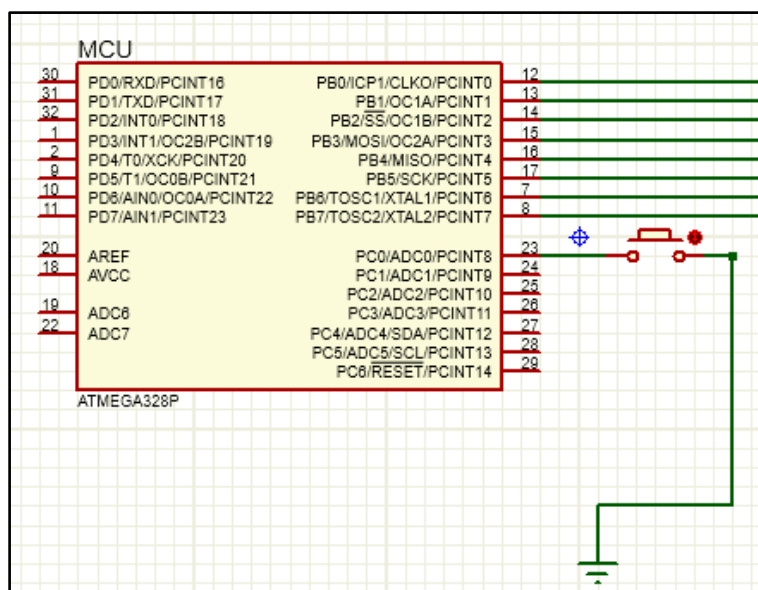 MCU
30 PD0/RXD/PCINT16 PB0/ICP1/CLKO/PCINT0 12
31 PD1/TXD/PCINT17 PB1/OC1A/PCINT1 13
32 PD2/INT0/PCINT18 PB2/SS/OC1B/PCINT2 14
1 PD3/INT1/OC2B/PCINT19 PB3/MOSI/OC2A/PCINT3 15
2 PD4/T0/XCK/PCINT20 PB4/MISO/PCINT4 16
9 PD5/T1/OC0B/PCINT21 PB5/SCK/PCINT5 17
10 PD6/AIN0/OC0A/PCINT22 PB6/TOSC1/XTAL1/PCINT6 7
11 PD7/AIN1/PCINT23 PB7/TOSC2/XTAL2/PCINT7 8
20 AREF PC0/ADC0/PCINT8 23
18 AVCC PC1/ADC1/PCINT9 24
PC2/ADC2/PCINT10 25
19 ADC6 PC3/ADC3/PCINT11 26
22 ADC7 PC4/ADC4/SDA/PCINT12 27
PC5/ADC5/SCL/PCINT13 28
PC6/RESET/PCINT14 29
ATMEGA328P